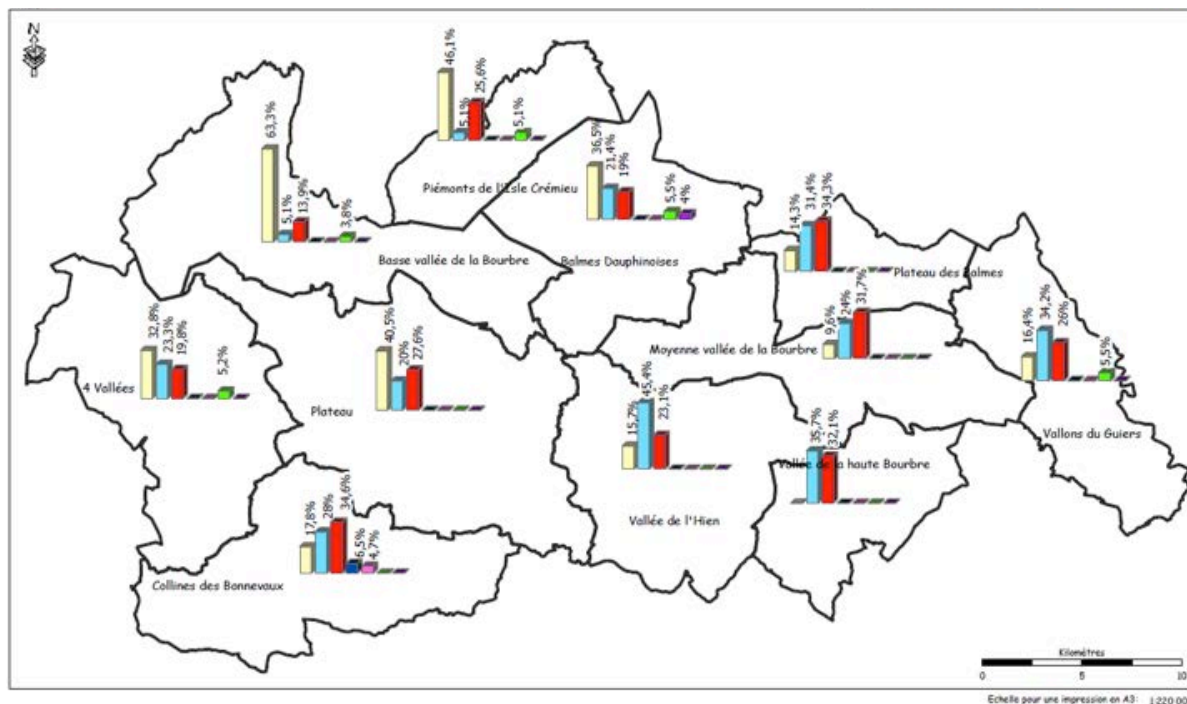 N
46,1%
5,1%
25,6%
5,1%
Piémonts de l'Isle Crémieu
63,3%
5,1%
13,9%
3,8%
Basse vallée de la Bourbre
36,5%
21,4%
19%
5,5%
4%
Balmes Dauphinoises
14,3%
31,4%
34,3%
Plateau des Balmes
9,6%
24%
31,7%
Moyenne vallée de la Bourbre
16,4%
34,2%
26%
5,5%
Vallons du Guiers
32,8%
23,3%
19,8%
5,2%
4 Vallées
40,5%
20%
27,6%
Plateau
15,7%
45,4%
23,1%
Vallée de l'Hien
35,7%
32,1%
Vallée de la haute Bourbre
17,8%
28%
34,6%
6,5%
4,7%
Collines des Bonnevaux
Kilomètres
0 5 10
Echelle pour une impression en A3: